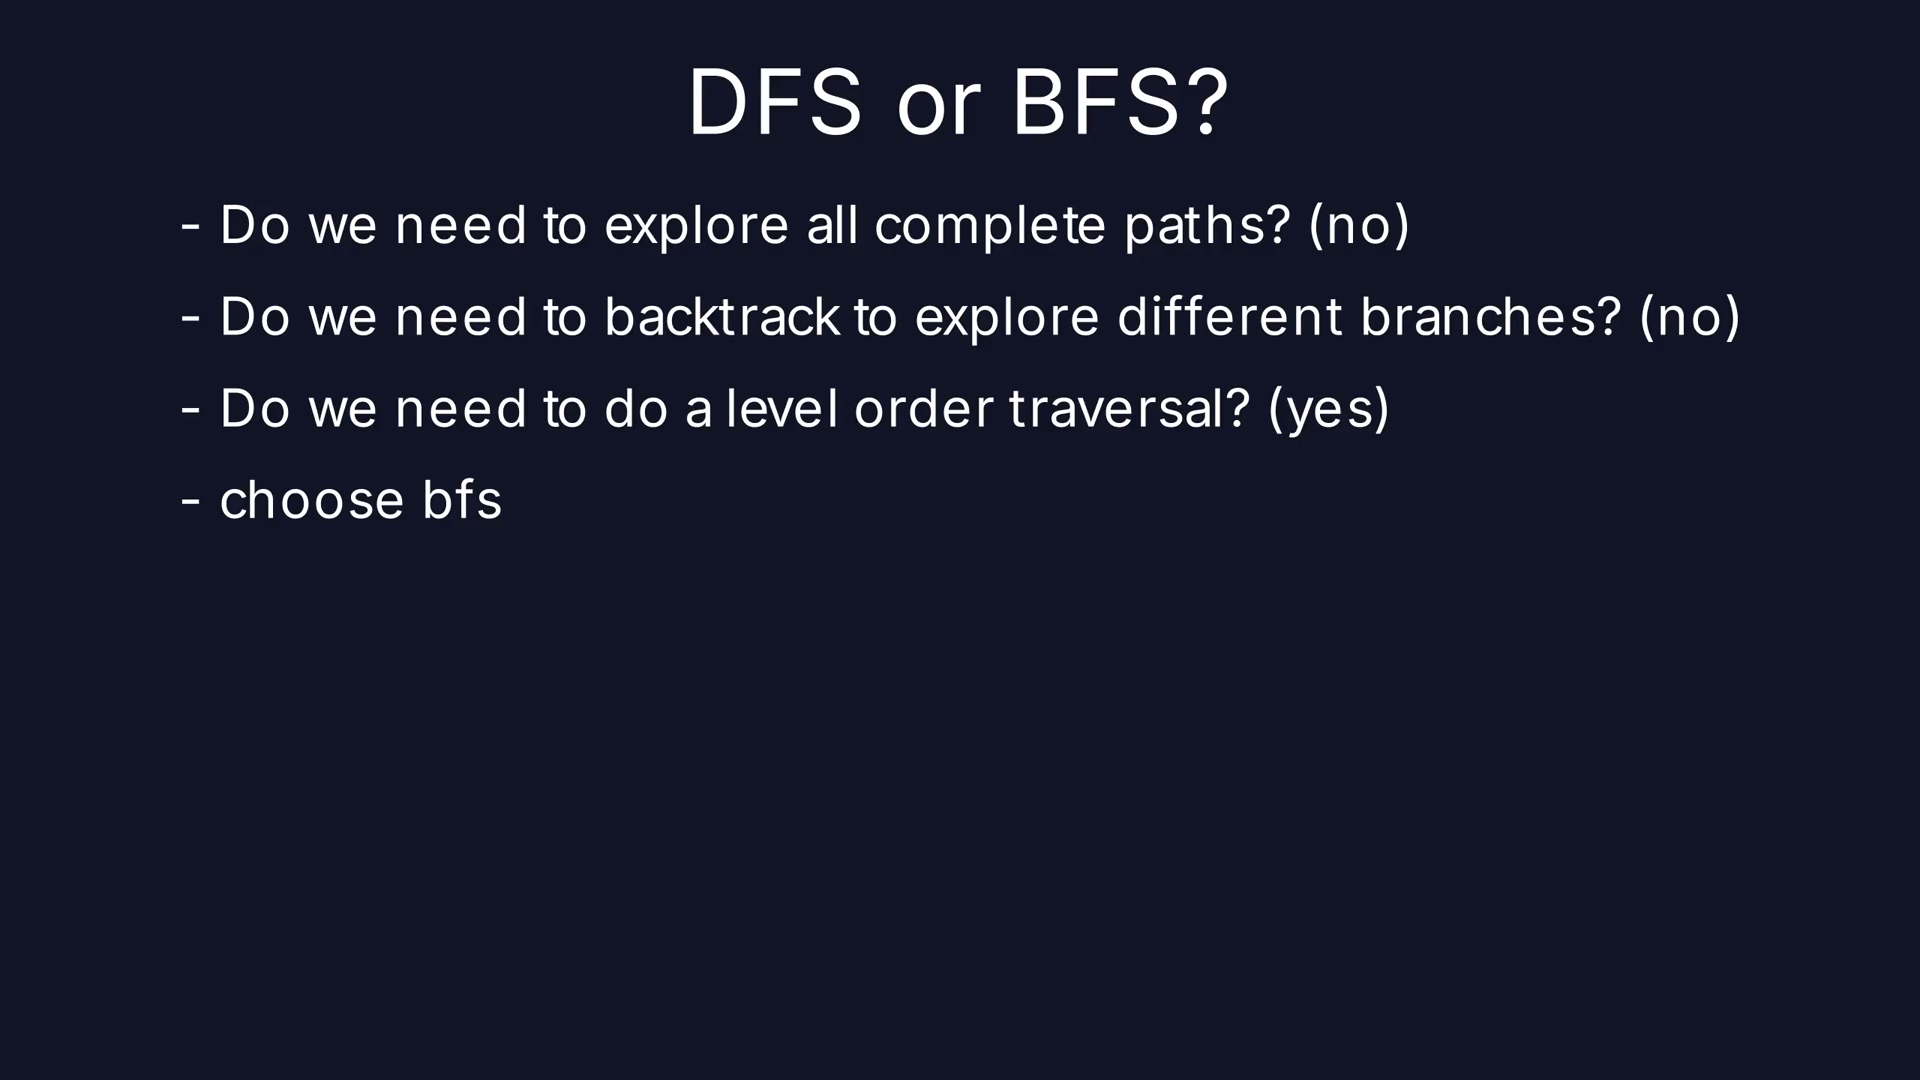 DFS or BFS?
- Do we need to explore all complete paths? (no)
- Do we need to backtrack to explore different branches? (no)
- Do we need to do a level order traversal? (yes)
- choose bfs